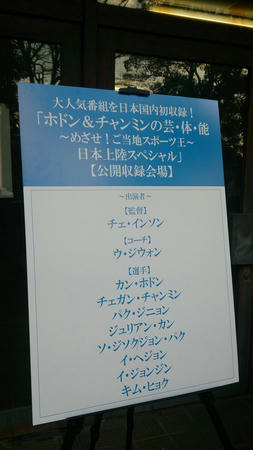 大人気番組を日本国内初収録！
「ホドン＆チャンミンの芸・体・能
～めざせ！ご当地スポーツ王～
日本上陸スペシャル」
【公開収録会場】
～出演者～
【監督】
チェ・インソン
【コーチ】
ウ・ジウォン
【選手】
カン・ホドン
チェガン・チャンミン
パク・ジニョン
ジュリアン・カン
ソ・ジソクジョン・パク
イ・ヘジョン
イ・ジョンジン
キム・ヒョク